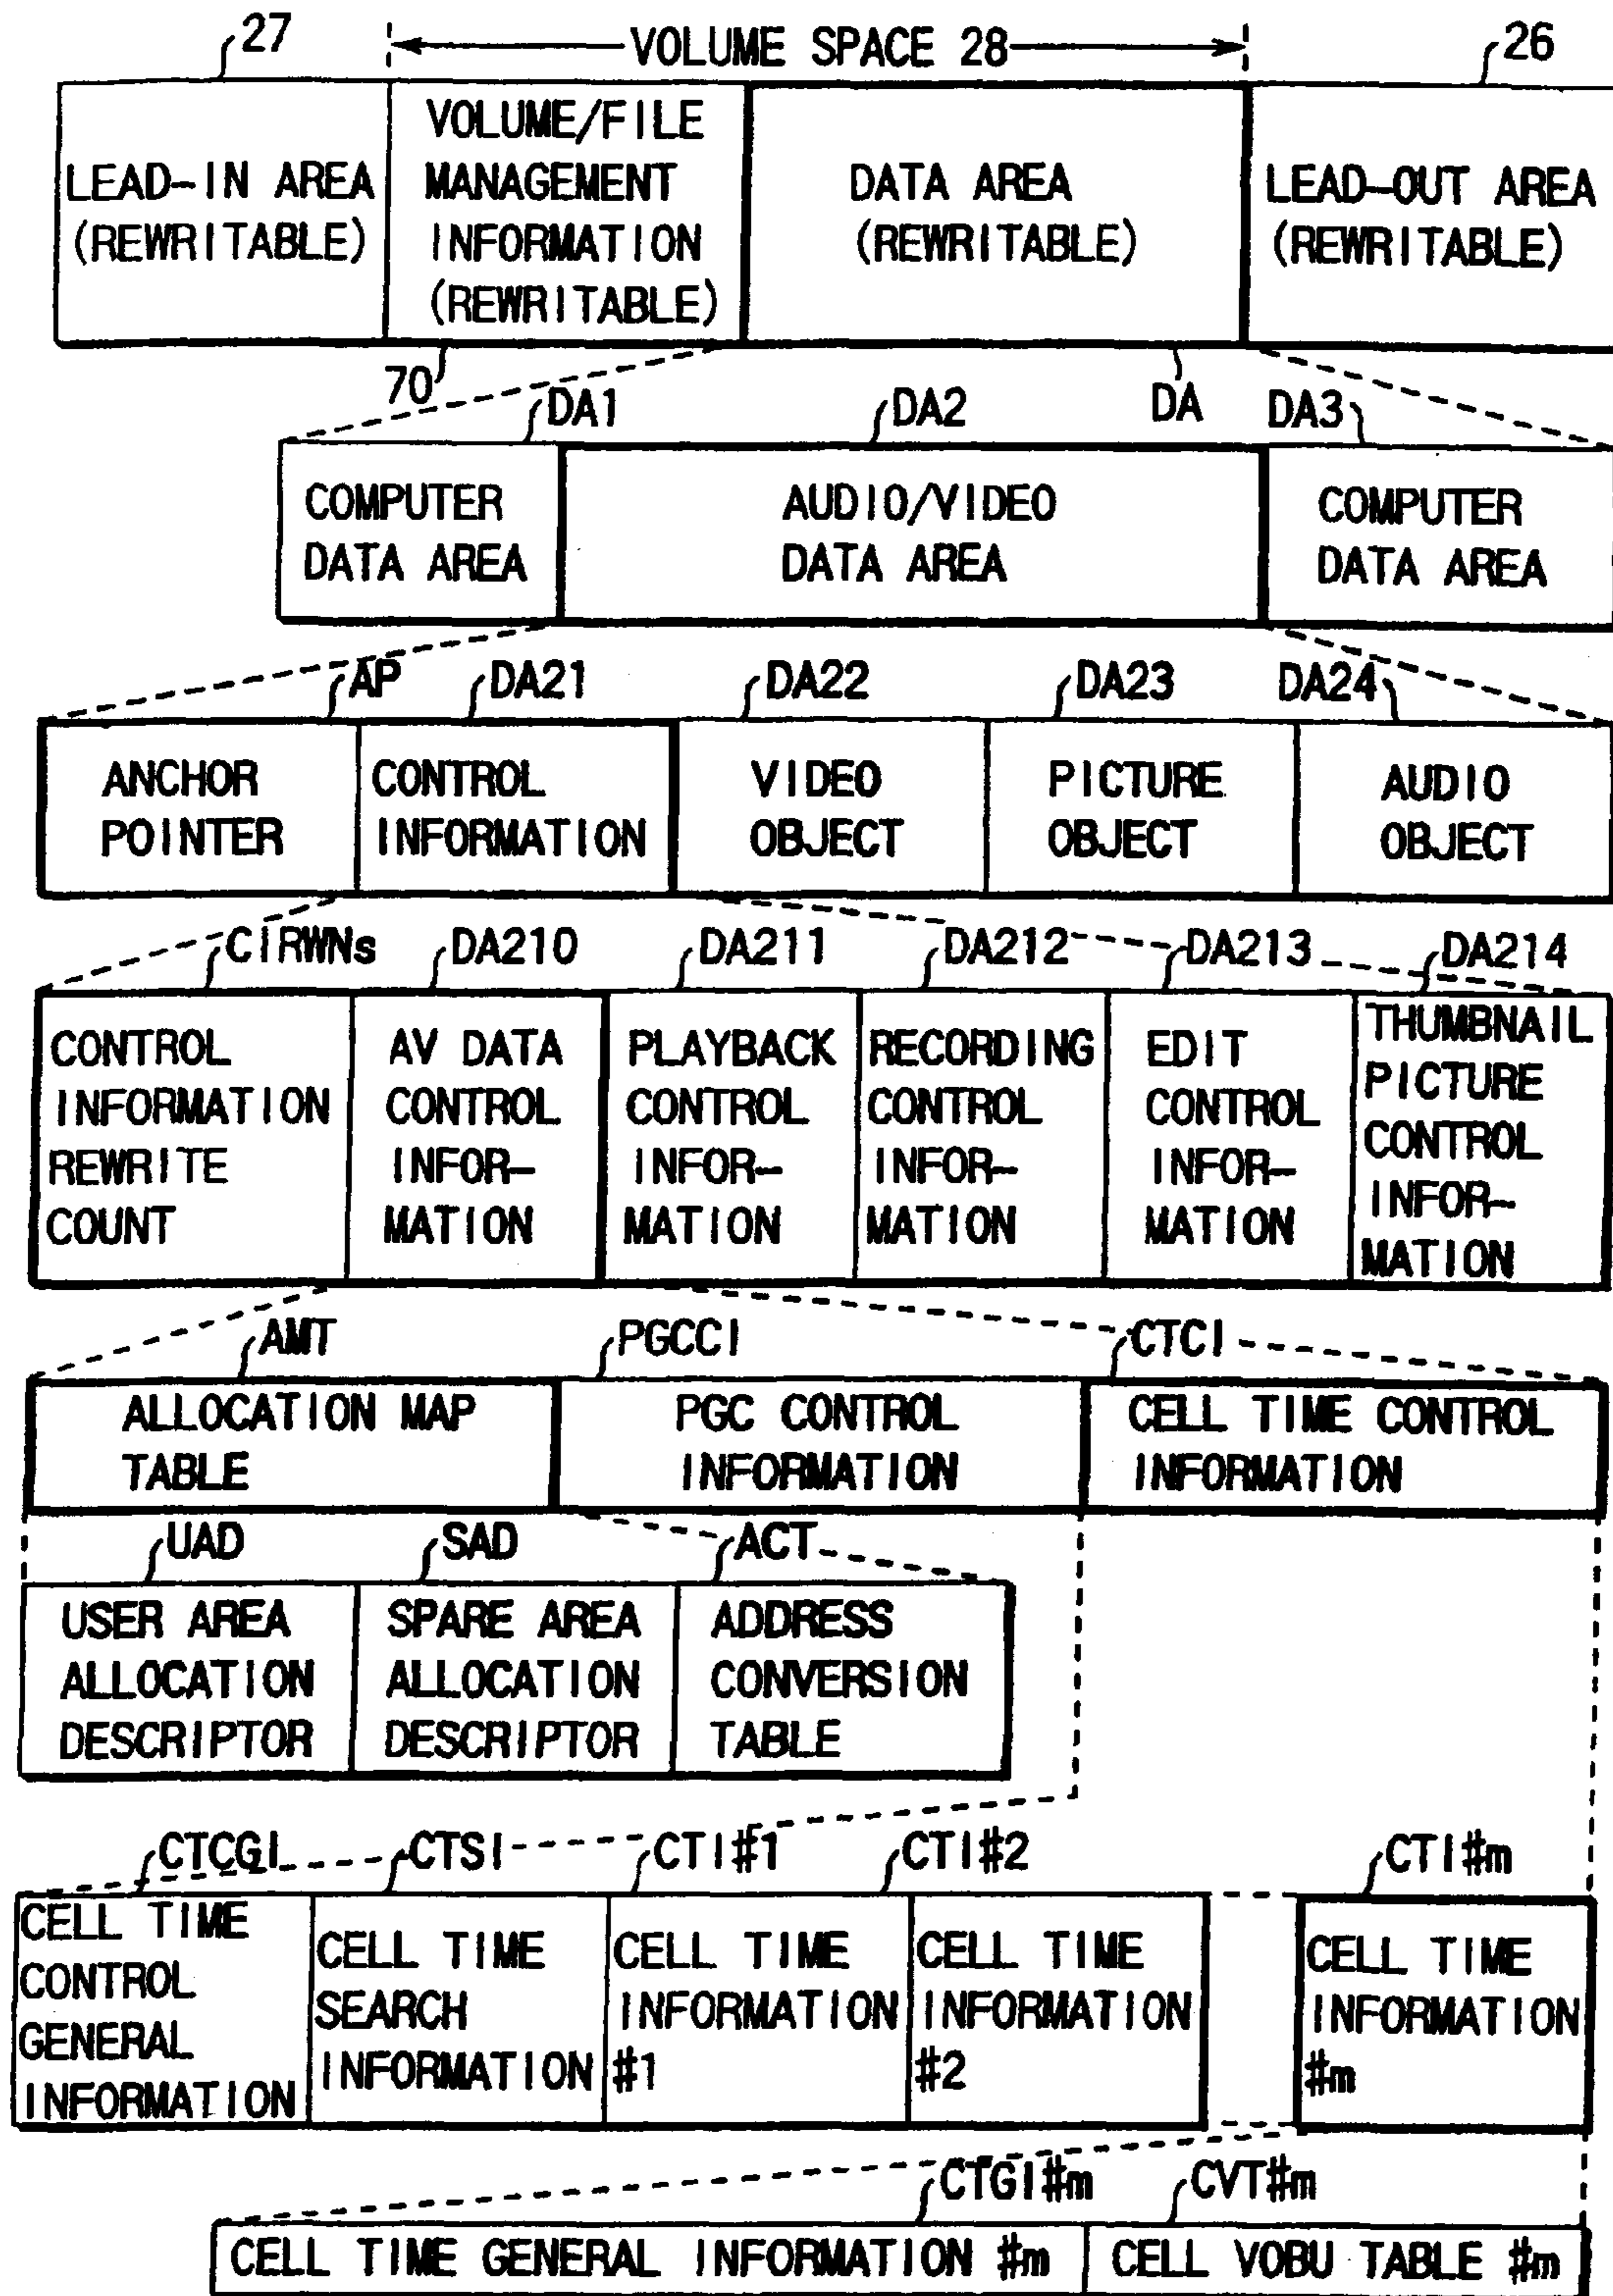 27
VOLUME SPACE 28
26
LEAD-IN AREA
(REWRITABLE)
VOLUME/FILE
MANAGEMENT
INFORMATION
(REWRITABLE)
DATA AREA
(REWRITABLE)
LEAD-OUT AREA
(REWRITABLE)
70
DA
DA1
DA2
DA3
COMPUTER
DATA AREA
AUDIO/VIDEO
DATA AREA
COMPUTER
DATA AREA
AP
DA21
DA22
DA23
DA24
ANCHOR
POINTER
CONTROL
INFORMATION
VIDEO
OBJECT
PICTURE
OBJECT
AUDIO
OBJECT
CIRWNs
DA210
DA211
DA212
DA213
DA214
CONTROL
INFORMATION
REWRITE
COUNT
AV DATA
CONTROL
INFOR-
MATION
PLAYBACK
CONTROL
INFOR-
MATION
RECORDING
CONTROL
INFOR-
MATION
EDIT
CONTROL
INFOR-
MATION
THUMBNAIL
PICTURE
CONTROL
INFOR-
MATION
AMT
PGCCI
CTCI
ALLOCATION MAP
TABLE
PGC CONTROL
INFORMATION
CELL TIME CONTROL
INFORMATION
UAD
SAD
ACT
USER AREA
ALLOCATION
DESCRIPTOR
SPARE AREA
ALLOCATION
DESCRIPTOR
ADDRESS
CONVERSION
TABLE
CTCGI
CTSI
CTI#1
CTI#2
CTI#m
CELL TIME
CONTROL
GENERAL
INFORMATION
CELL TIME
SEARCH
INFORMATION
CELL TIME
INFORMATION
#1
CELL TIME
INFORMATION
#2
CELL TIME
INFORMATION
#m
CTGI#m
CVT#m
CELL TIME GENERAL INFORMATION #m
CELL VOBU TABLE #m